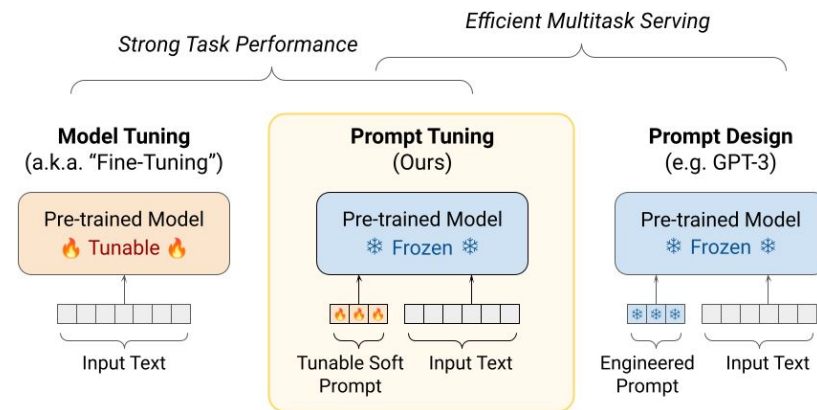 Efficient Multitask Serving
Strong Task Performance
Model Tuning
(a.k.a. “Fine-Tuning”)
Pre-trained Model
🔥 Tunable 🔥
Input Text
Prompt Tuning
(Ours)
Pre-trained Model
❄ Frozen ❄
Tunable Soft
Prompt
Input Text
Prompt Design
(e.g. GPT-3)
Pre-trained Model
❄ Frozen ❄
Engineered
Prompt
Input Text